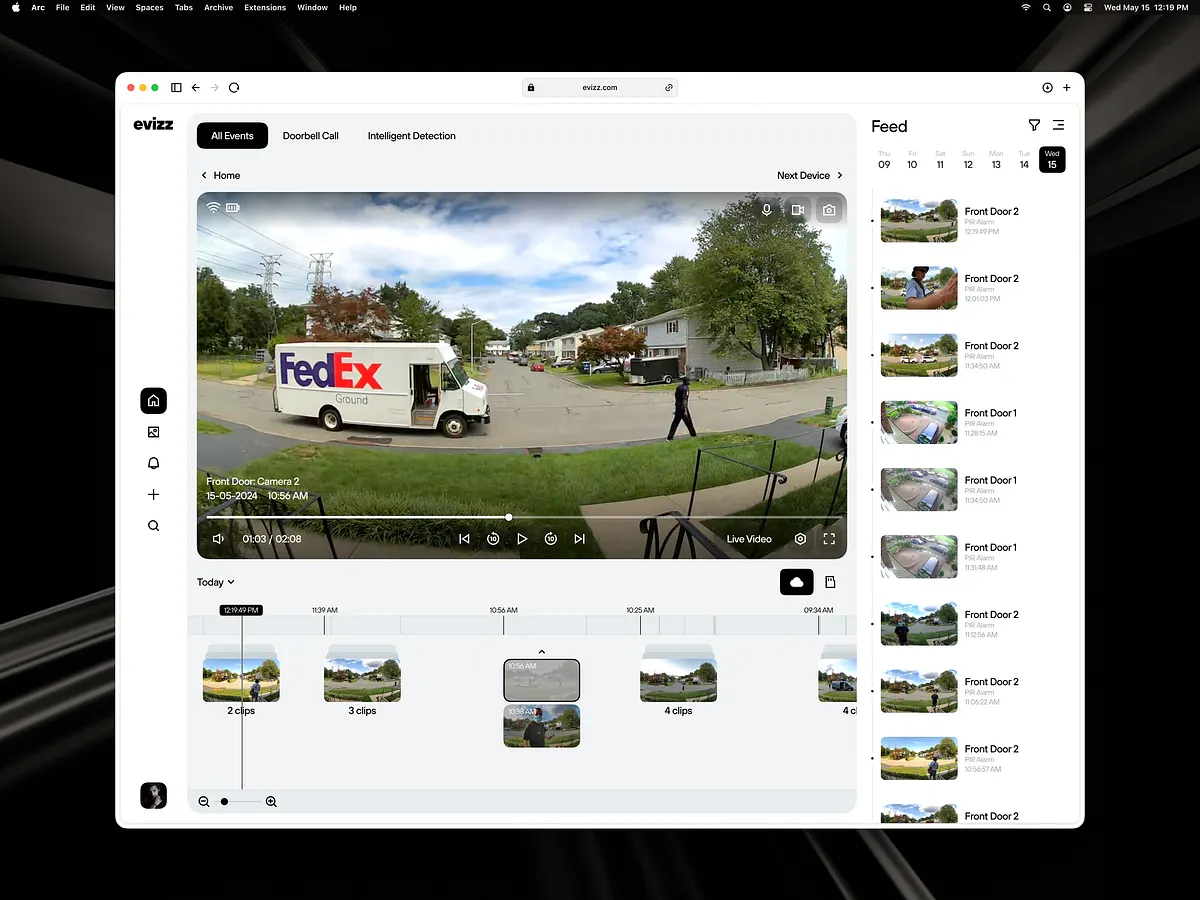 Arc File Edit View Spaces Tabs Archive Extensions Window Help
Wed May 15 12:19 PM
evizz.com
evizz
All Events Doorbell Call Intelligent Detection
Home
Next Device
FedEx
Ground
Front Door: Camera 2
15-05-2024 10:56 AM
01:03 / 02:08
10
10
Live Video
Today
12:19:49 PM 11:39 AM 10:56 AM 10:25 AM 09:34 AM
10:56 AM
2 clips 3 clips 4 clips 4 cl
10:38 AM
Feed
Thu Fri Sat Sun Mon Tue Wed
09 10 11 12 13 14 15
Front Door 2
PIR Alarm
12:19:49 PM
Front Door 2
PIR Alarm
12:01:03 PM
Front Door 2
PIR Alarm
11:34:50 AM
Front Door 1
PIR Alarm
11:28:15 AM
Front Door 1
PIR Alarm
11:34:50 AM
Front Door 1
PIR Alarm
11:31:48 AM
Front Door 2
PIR Alarm
11:12:56 AM
Front Door 2
PIR Alarm
11:06:22 AM
Front Door 2
PIR Alarm
10:56:57 AM
Front Door 2